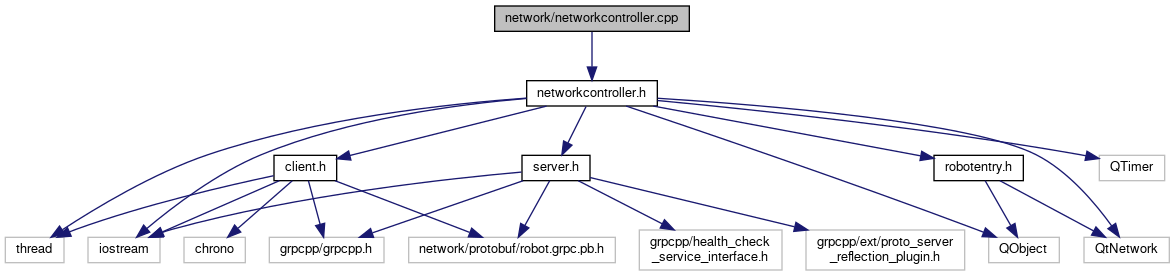 network/networkcontroller.cpp
networkcontroller.h
client.h
server.h
robotentry.h
QTimer
thread
iostream
chrono
grpcpp/grpcpp.h
network/protobuf/robot.grpc.pb.h
grpcpp/health_check
_service_interface.h
grpcpp/ext/proto_server
_reflection_plugin.h
QObject
QtNetwork